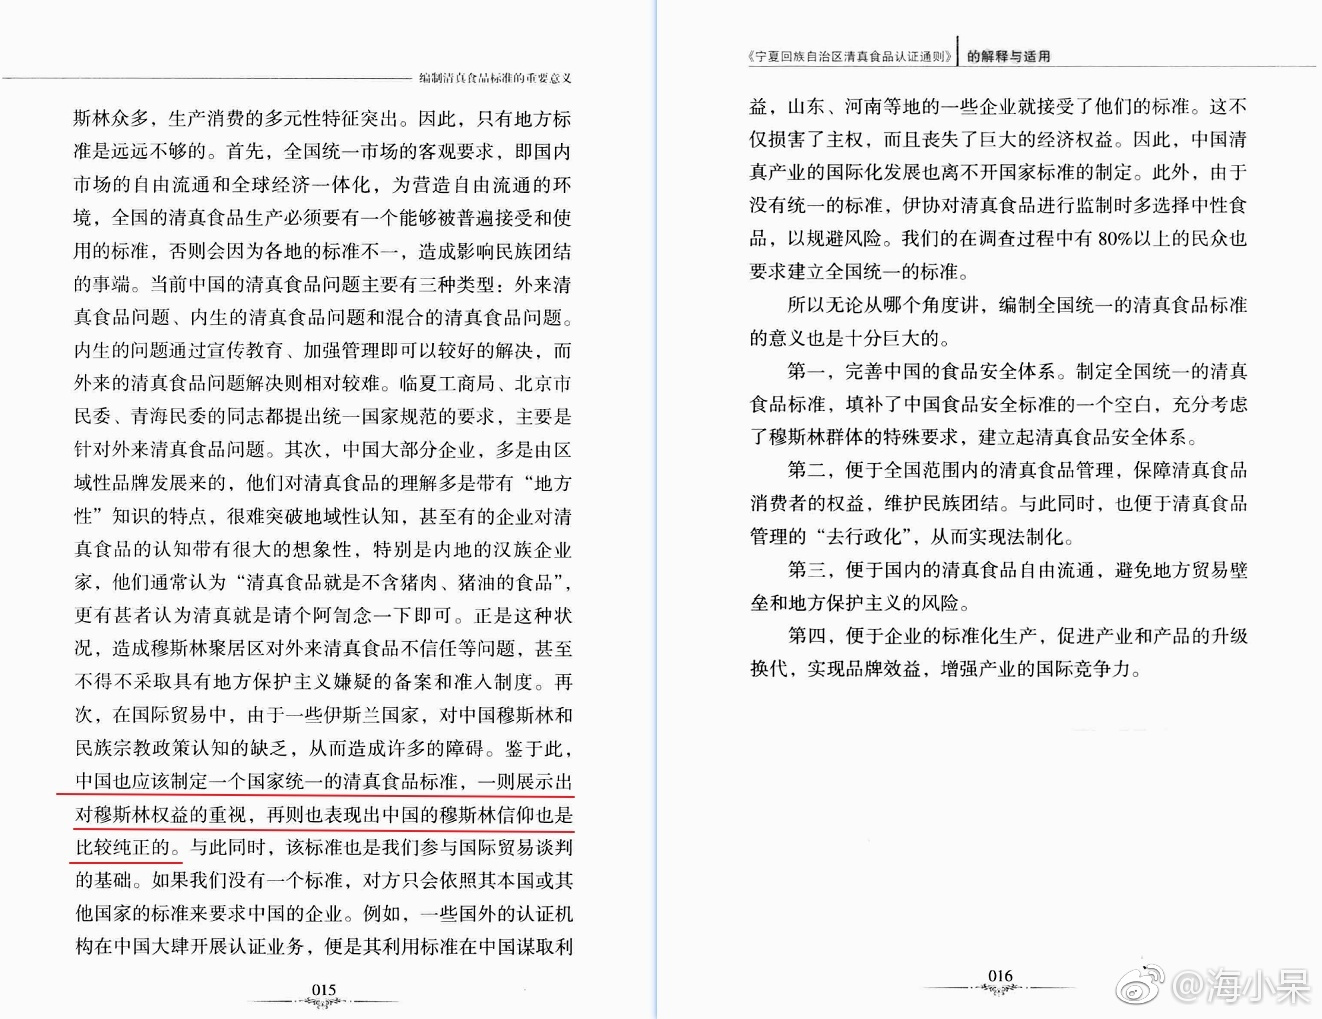 编制清真食品标准的重要意义
斯林众多，生产消费的多元性特征突出。因此，只有地方标
准是远远不够的。首先，全国统一市场的客观要求，即国内
市场的自由流通和全球经济一体化，为营造自由流通的环
境，全国的清真食品生产必须要有一个能够被普遍接受和使
用的标准，否则会因为各地的标准不一，造成影响民族团结
的事端。当前中国的清真食品问题主要有三种类型：外来清
真食品问题、内生的清真食品问题和混合的清真食品问题。
内生的问题通过宣传教育、加强管理即可以较好的解决，而
外来的清真食品问题解决则相对较难。临夏工商局、北京市
民委、青海民委的同志都提出统一国家规范的要求，主要是
针对外来清真食品问题。其次，中国大部分企业，多是由区
域性品牌发展来的，他们对清真食品的理解多是带有“地方
性”知识的特点，很难突破地域性认知，甚至有的企业对清
真食品的认知带有很大的想象性，特别是内地的汉族企业
家，他们通常认为“清真食品就是不含猪肉、猪油的食品”，
更有甚者认为清真就是请个阿訇念一下即可。正是这种状
况，造成穆斯林聚居区对外来清真食品不信任等问题，甚至
不得不采取具有地方保护主义嫌疑的备案和准入制度。再
次，在国际贸易中，由于一些伊斯兰国家，对中国穆斯林和
民族宗教政策认知的缺乏，从而造成许多的障碍。鉴于此，
中国也应该制定一个国家统一的清真食品标准，一则展示出
对穆斯林权益的重视，再则也表现出中国的穆斯林信仰也是
比较纯正的。与此同时，该标准也是我们参与国际贸易谈判
的基础。如果我们没有一个标准，对方只会依照其本国或其
他国家的标准来要求中国的企业。例如，一些国外的认证机
构在中国大肆开展认证业务，便是其利用标准在中国谋取利
015
《宁夏回族自治区清真食品认证通则》 的解释与适用
益，山东、河南等地的一些企业就接受了他们的标准。这不
仅损害了主权，而且丧失了巨大的经济权益。因此，中国清
真产业的国际化发展也离不开国家标准的制定。此外，由于
没有统一的标准，伊协对清真食品进行监制时多选择中性食
品，以规避风险。我们的在调查过程中有80%以上的民众也
要求建立全国统一的标准。
所以无论从哪个角度讲，编制全国统一的清真食品标准
的意义也是十分巨大的。
第一，完善中国的食品安全体系。制定全国统一的清真
食品标准，填补了中国食品安全标准的一个空白，充分考虑
了穆斯林群体的特殊要求，建立起清真食品安全体系。
第二，便于全国范围内的清真食品管理，保障清真食品
消费者的权益，维护民族团结。与此同时，也便于清真食品
管理的“去行政化”，从而实现法制化。
第三，便于国内的清真食品自由流通，避免地方贸易壁
垒和地方保护主义的风险。
第四，便于企业的标准化生产，促进产业和产品的升级
换代，实现品牌效益，增强产业的国际竞争力。
016
@海小呆